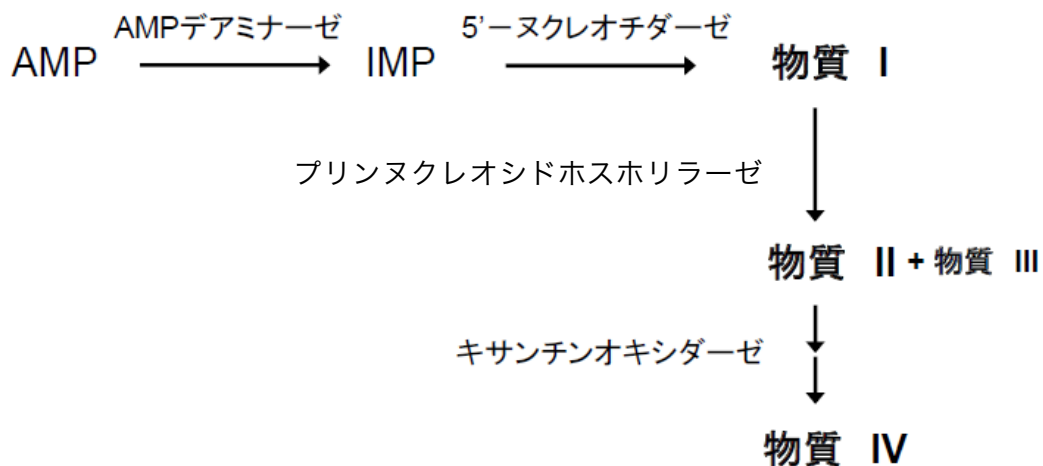 AMPデアミナーゼ 5’ーヌクレオチダーゼ
AMP IMP 物質 I
プリンヌクレオシドホスホリラーゼ
物質 II + 物質 III
キサンチンオキシダーゼ
物質 IV